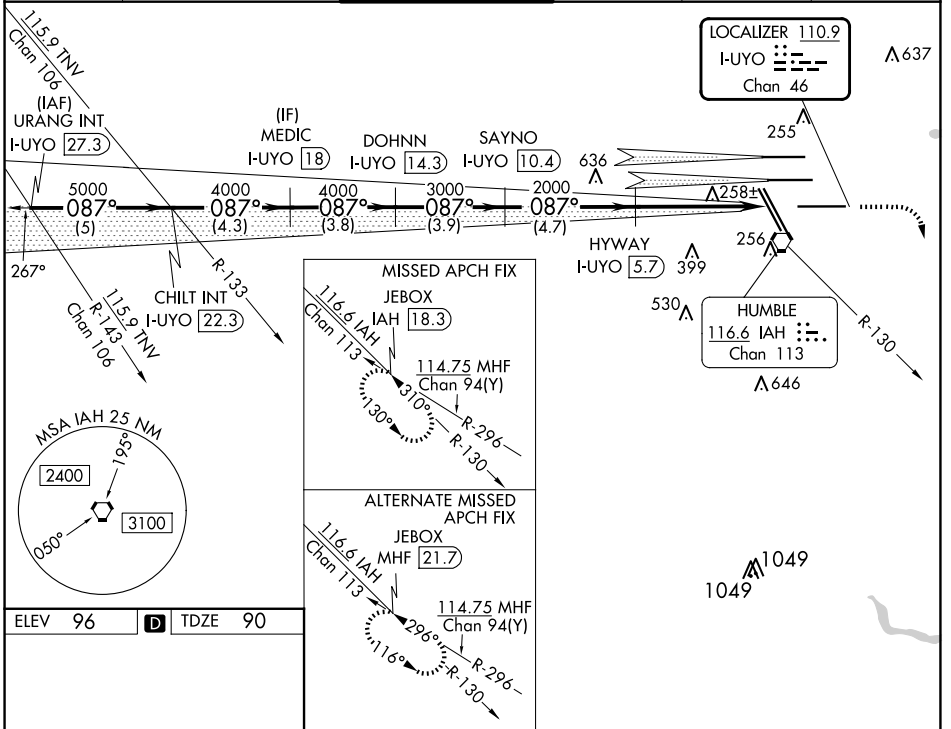 115.9 TNV
Chan 106
(IAF)
URANG INT
I-UYO 27.3
(IF)
MEDIC
I-UYO 18
DOHNN
I-UYO 14.3
SAYNO
I-UYO 10.4
LOCALIZER 110.9
I-UYO
Chan 46
637
255
636
258±
5000
087°
(5)
4000
087°
(4.3)
4000
087°
(3.8)
3000
087°
(3.9)
2000
087°
(4.7)
267°
CHILT INT
I-UYO 22.3
R-133
115.9 TNV
R-143
Chan 106
HYWAY
I-UYO 5.7
399
256
530
HUMBLE
116.6 IAH
Chan 113
R-130
646
MISSED APCH FIX
116.6 IAH
Chan 113
JEBOX
IAH 18.3
114.75 MHF
Chan 94(Y)
310°
130°
R-296
R-130
MSA IAH 25 NM
195°
2400
3100
050°
ALTERNATE MISSED
APCH FIX
116.6 IAH
Chan 113
JEBOX
MHF 21.7
114.75 MHF
Chan 94(Y)
296°
116°
R-296
R-130
1049
1049
ELEV 96 D TDZE 90